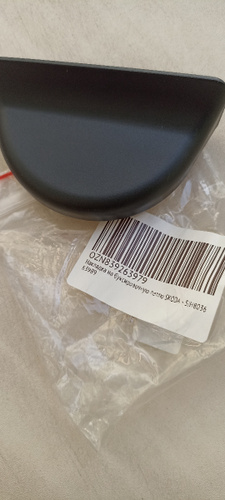 OZN839263979
Накладка на буксировочную петлю SKODA - 5JH8036
63989